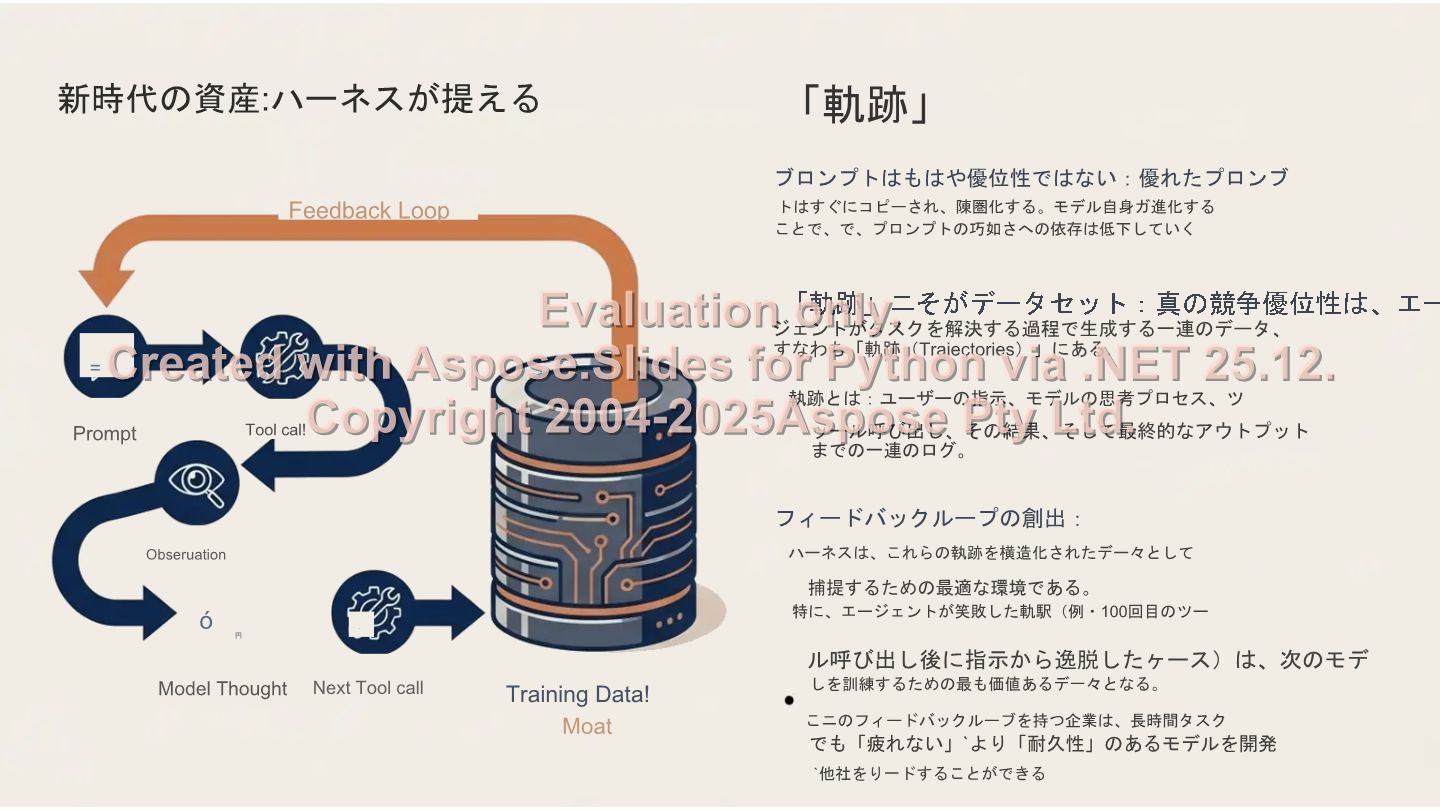 新時代の資産:ハーネスが提える
「軌跡」
Feedback Loop
Prompt
Tool cal!
Obseruation
ó
円
Model Thought
Next Tool call
Training Data!
Moat
ブロンプトはもはや優位性ではない：優れたプロンブ
トはすぐにコピーされ、陳圏化する。モデル自身ガ進化する
ことで、で、プロンプトの巧如さへの依存は低下していく
「軌跡」二そがデータセット：真の競争優位性は、エー
ジェントがタスクを解決する過程で生成する一連のデータ、
すなわち「軌跡（Traiectories）」にある
執跡とは：ユーザーの指示、モデルの思考プロセス、ツ
ツール呼び出し、その結果、そして最終的なアウトプット
までの一連のログ。
フィードバックループの創出：
ハーネスは、これらの執跡を横造化されたデー々として
捕提するための最適な環境である。
特に、エージェントが笑敗した軌駅（例・100回目のツー
ル呼び出し後に指示から逸脱したヶース）は、次のモデ
しを訓練するための最も価値あるデー々となる。
こニのフィードバックルーブを持つ企業は、長時間タスク
でも「疲れない」`より「耐久性」のあるモデルを開発
`他社をりードすることができる
Evaluation only.
Created with Aspose.Slides for Python via .NET 25.12.
Copyright 2004-2025Aspose Pty Ltd.